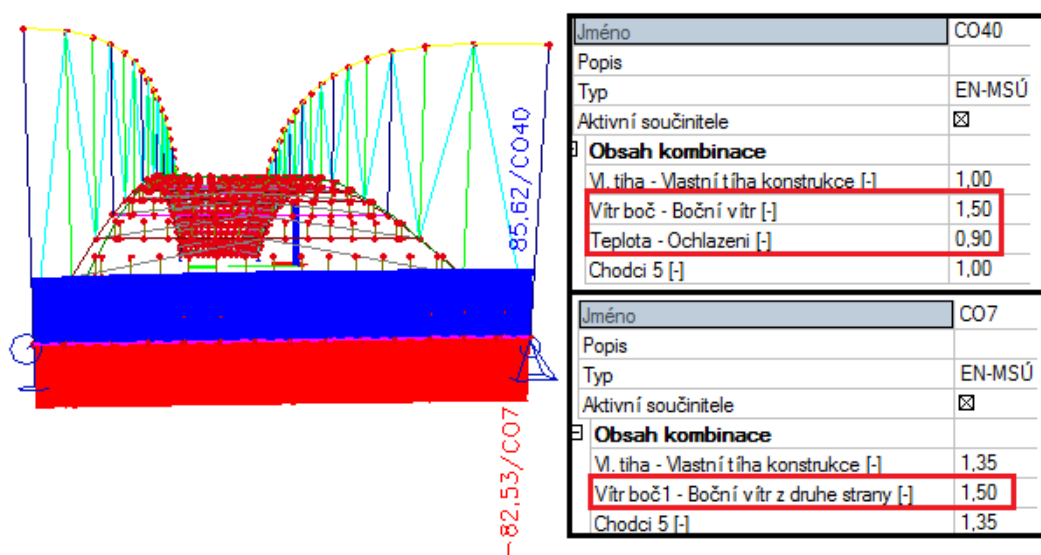 85.62/CO40
-82.53/CO7
Jméno CO40
Popis
Typ EN-MSÚ
Aktivní součinitele
Obsah kombinace
Vl. tiha - Vlastní tíha konstrukce [-] 1,00
Vítr boč - Boční vítr [-] 1,50
Teplota - Ochlazeni [-] 0,90
Chodci 5 [-] 1,00
Jméno CO7
Popis
Typ EN-MSÚ
Aktivní součinitele
Obsah kombinace
Vl. tiha - Vlastní tíha konstrukce [-] 1,35
Vítr boč1 - Boční vítr z druhe strany [-] 1,50
Chodci 5 [-] 1,35